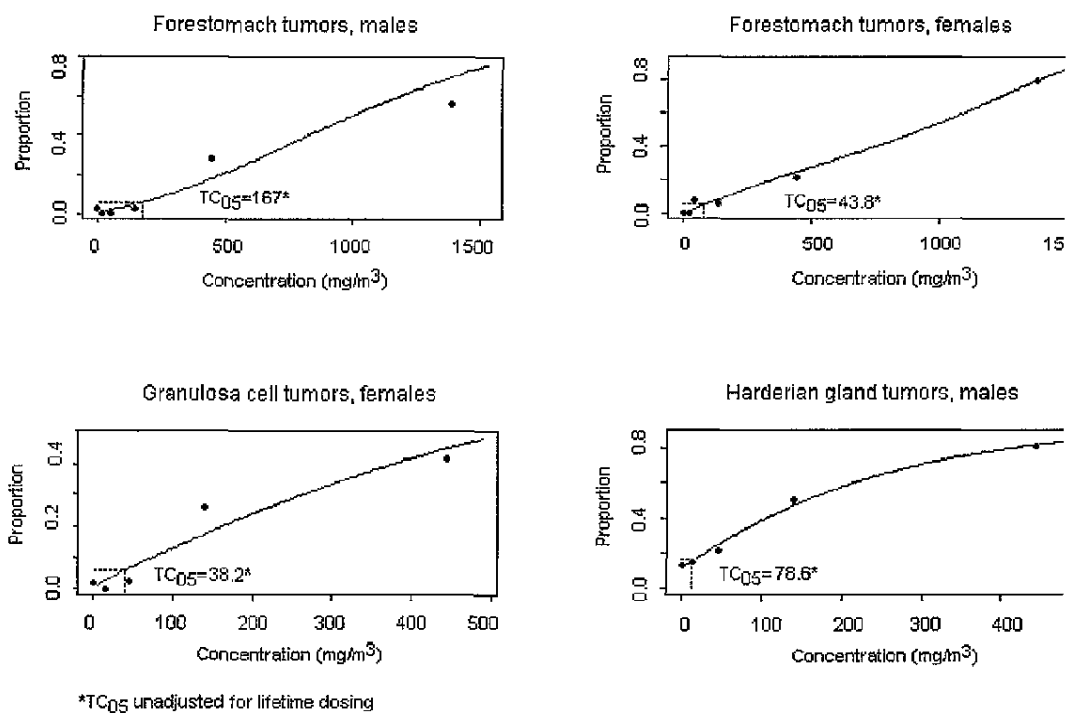 Forestomach tumors, males
Proportion
0.8
0.4
0.0
TC05=167*
0 500 1000 1500
Concentration (mg/m3)
Forestomach tumors, females
Proportion
0.8
0.4
0.0
TC05=43.8*
0 500 1000 15
Concentration (mg/m3)
Granulosa cell tumors, females
Proportion
0.4
0.2
0.0
TC05=38.2*
0 100 200 300 400 500
Concentration (mg/m3)
Harderian gland tumors, males
Proportion
0.8
0.4
0.0
TC05=78.6*
0 100 200 300 400
Concentration (mg/m3)
*TC05 unadjusted for lifetime dosing